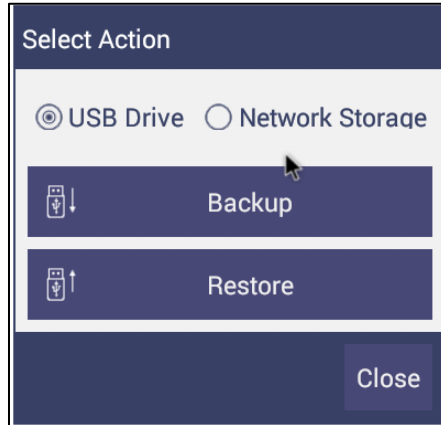 Select Action
USB Drive Network Storage
Backup
Restore
Close